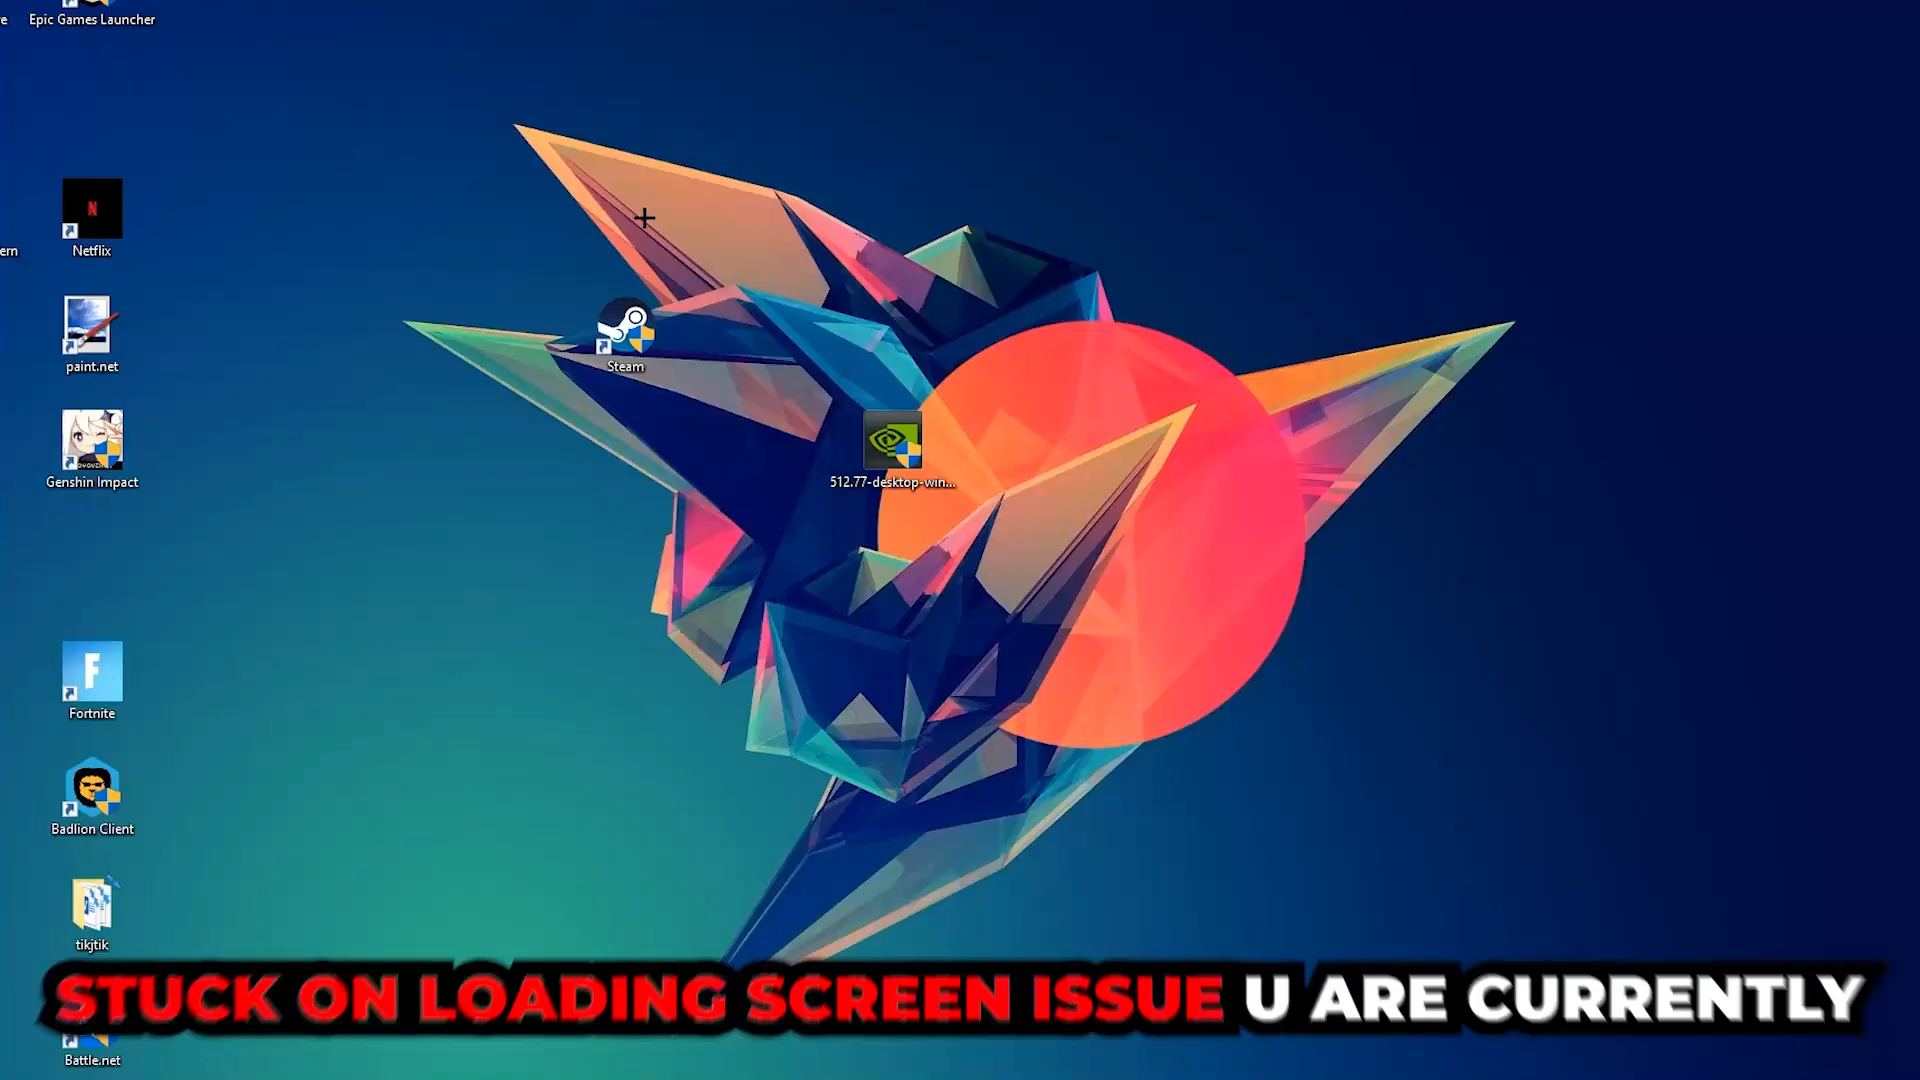 Epic Games Launcher
N
Netflix
ern
paint.net
Steam
Genshin Impact
512.77-desktop-win...
F
Fortnite
Badlion Client
tikjtik
STUCK ON LOADING SCREEN ISSUE U ARE CURRENTLY
Battle.net